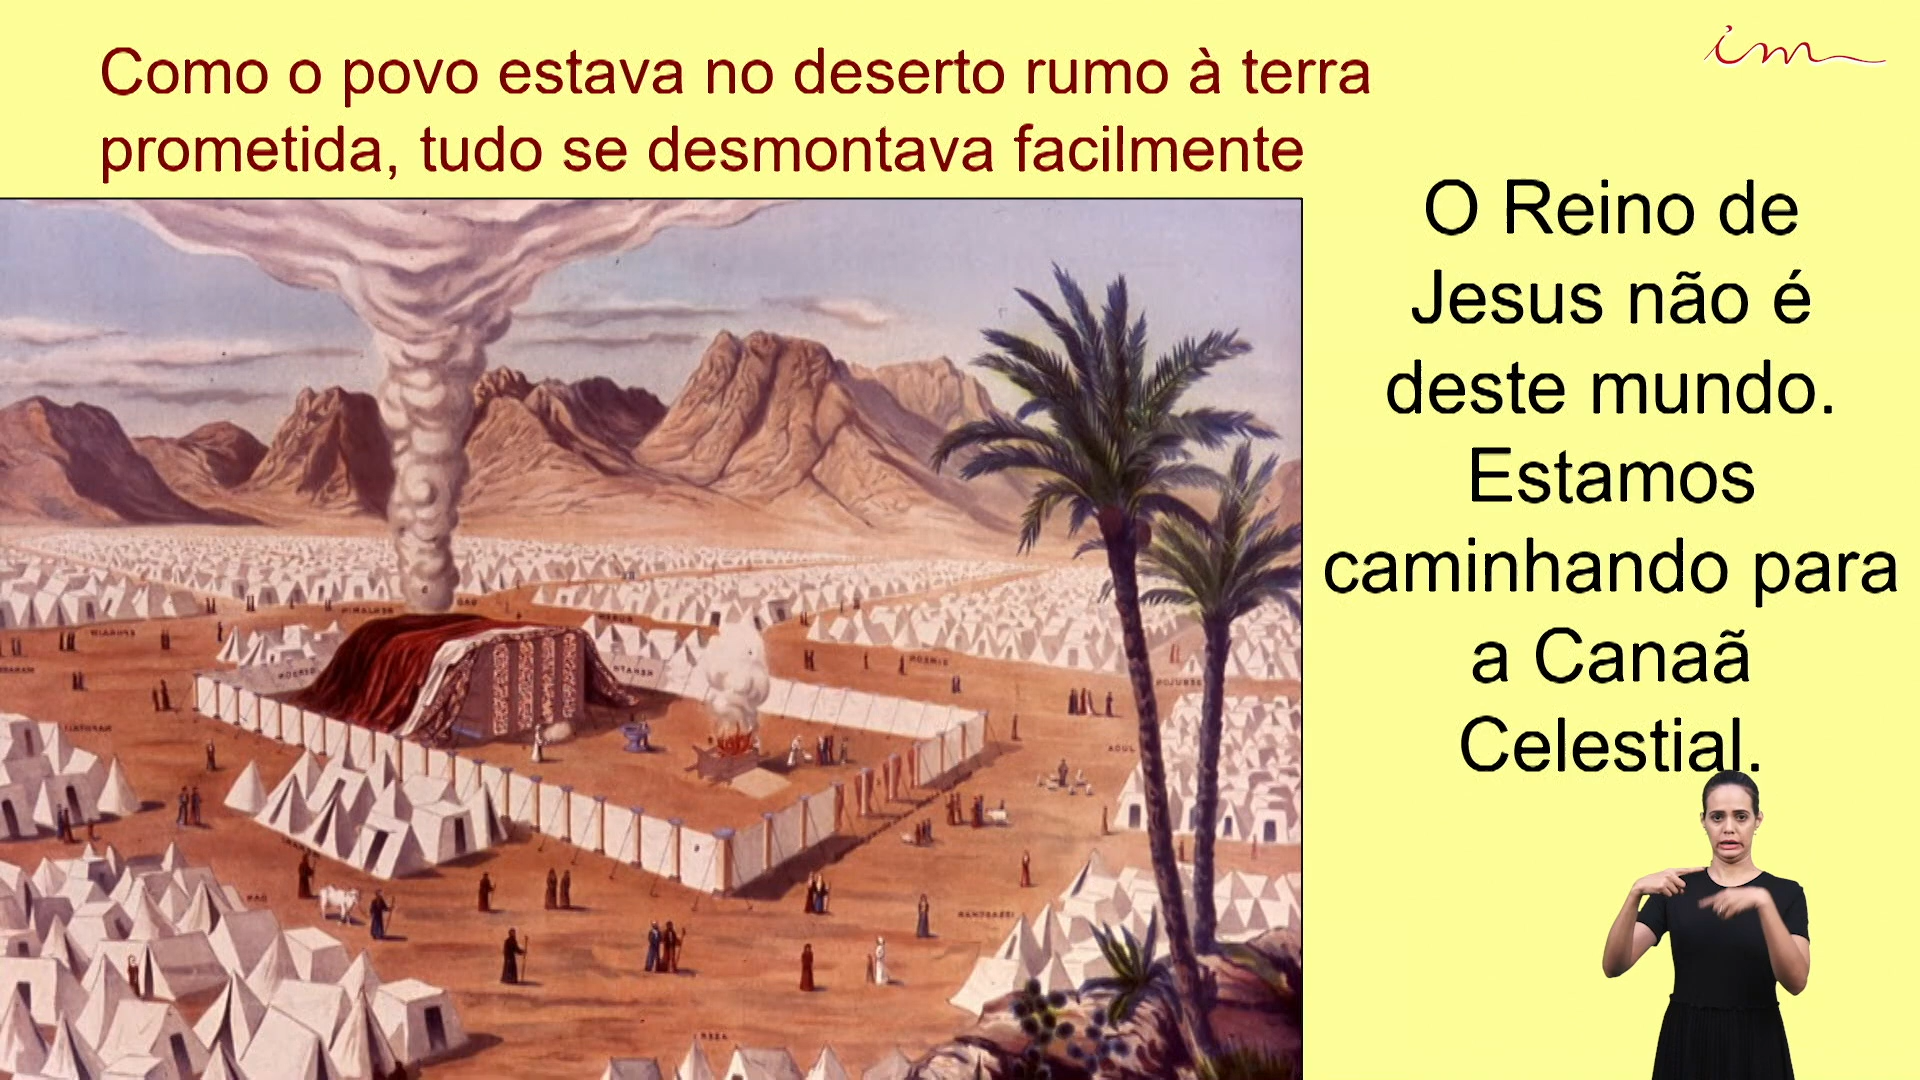 im
Como o povo estava no deserto rumo à terra
prometida, tudo se desmontava facilmente
O Reino de
Jesus não é
deste mundo.
Estamos
caminhando para
a Canaã
Celestial.